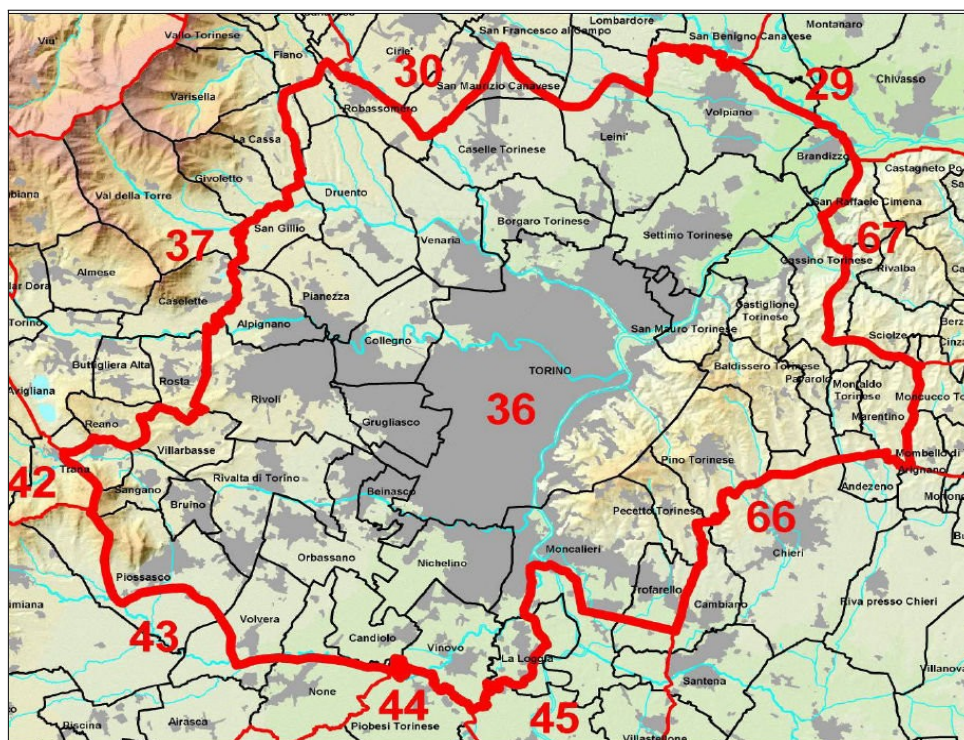 Viu'
Vallo Torinese
Fiano
Cirie'
San Francesco al Campo
Lombardore
San Benigno Canavese
Montanaro
30
29
Varisella
Robassomero
San Maurizio Canavese
Chivasso
Volpiano
La Cassa
Caselle Torinese
Leini'
Brandizzo
Givoletto
Castagneto Po
Val della Torre
Druento
San Raffaele Cimena
San Gillio
Borgaro Torinese
37
Venaria
Settimo Torinese
67
Gassino Torinese
Rivalba
Almese
Caselette
Pianezza
Castiglione
Torinese
Alpignano
San Mauro Torinese
Collegno
Sciolze
Buttigliera Alta
Baldissero Torinese
TORINO
Rosta
Montaldo
Torinese
Rivoli
36
Marentino
Reano
Grugliasco
Villarbasse
Pino Torinese
Mombello di
Trana
Arignano
42
Sangano
Rivalta di Torino
Beinasco
Andezeno
Bruino
Pecetto Torinese
66
Orbassano
Moncalieri
Chieri
Nichelino
Piossasco
Trofarello
Cambiano
Riva presso Chieri
Volvera
43
Candiolo
Vinovo
La Loggia
Santena
None
44
45
Piscina
Airasca
Piobesi Torinese
Villastellone